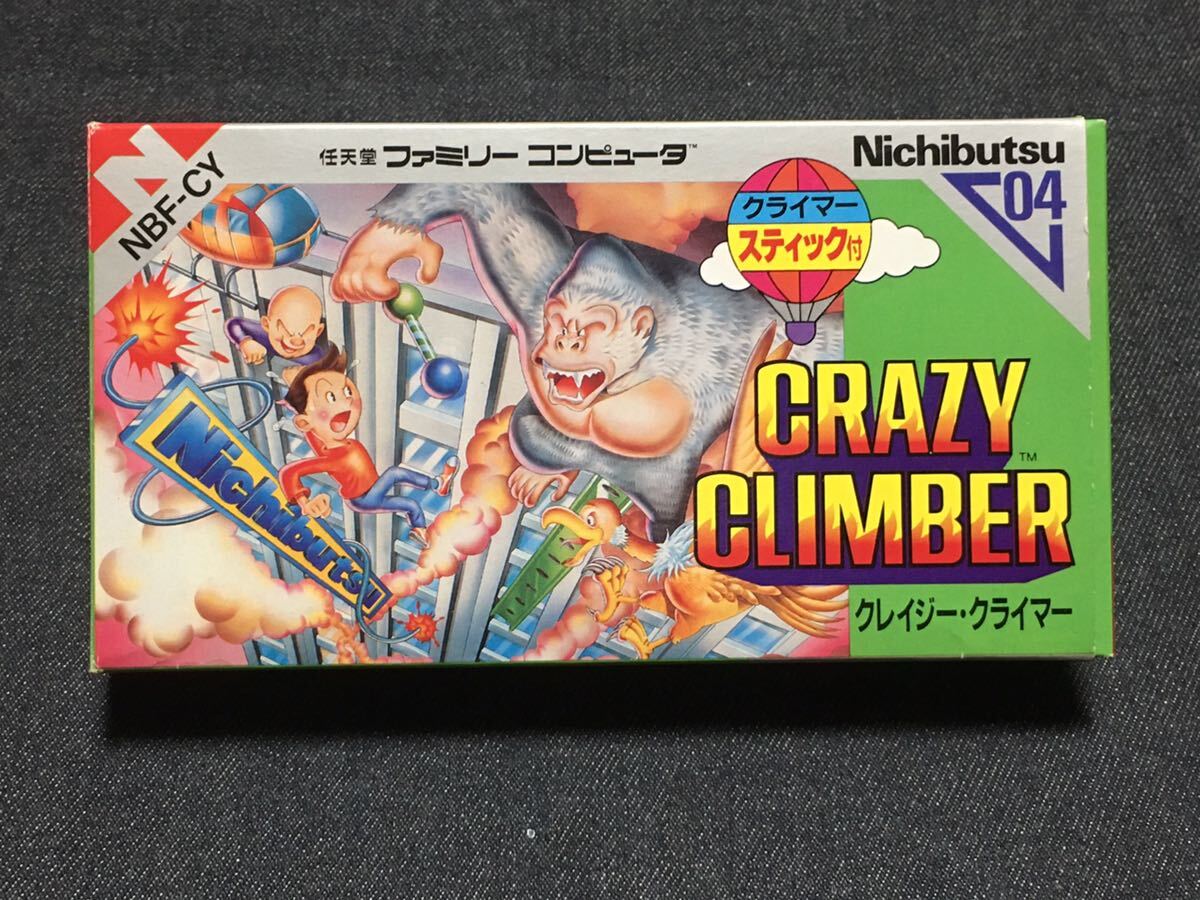 NBF-CY
任天堂 ファミリー コンピュータ™
Nichibutsu
04
クライマー
スティック付
Nichibutsu
CRAZY
CLIMBER™
クレイジー・クライマー